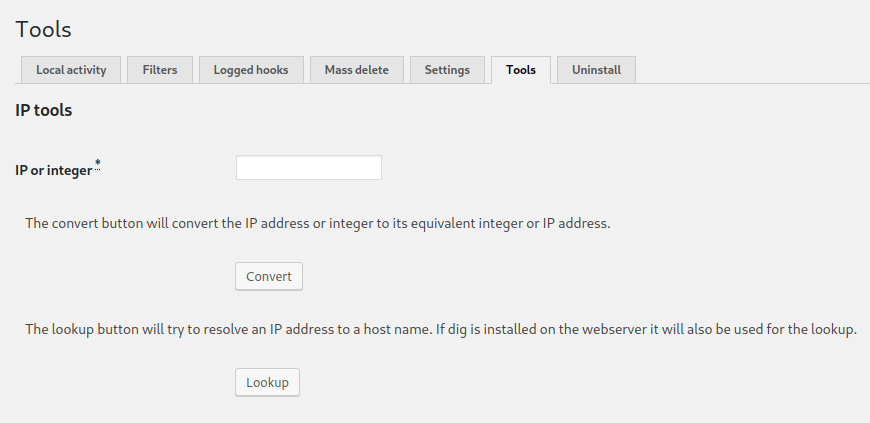 Tools
Local activity Filters Logged hooks Mass delete Settings Tools Uninstall
IP tools
IP or integer *
The convert button will convert the IP address or integer to its equivalent integer or IP address.
Convert
The lookup button will try to resolve an IP address to a host name. If dig is installed on the webserver it will also be used for the lookup.
Lookup